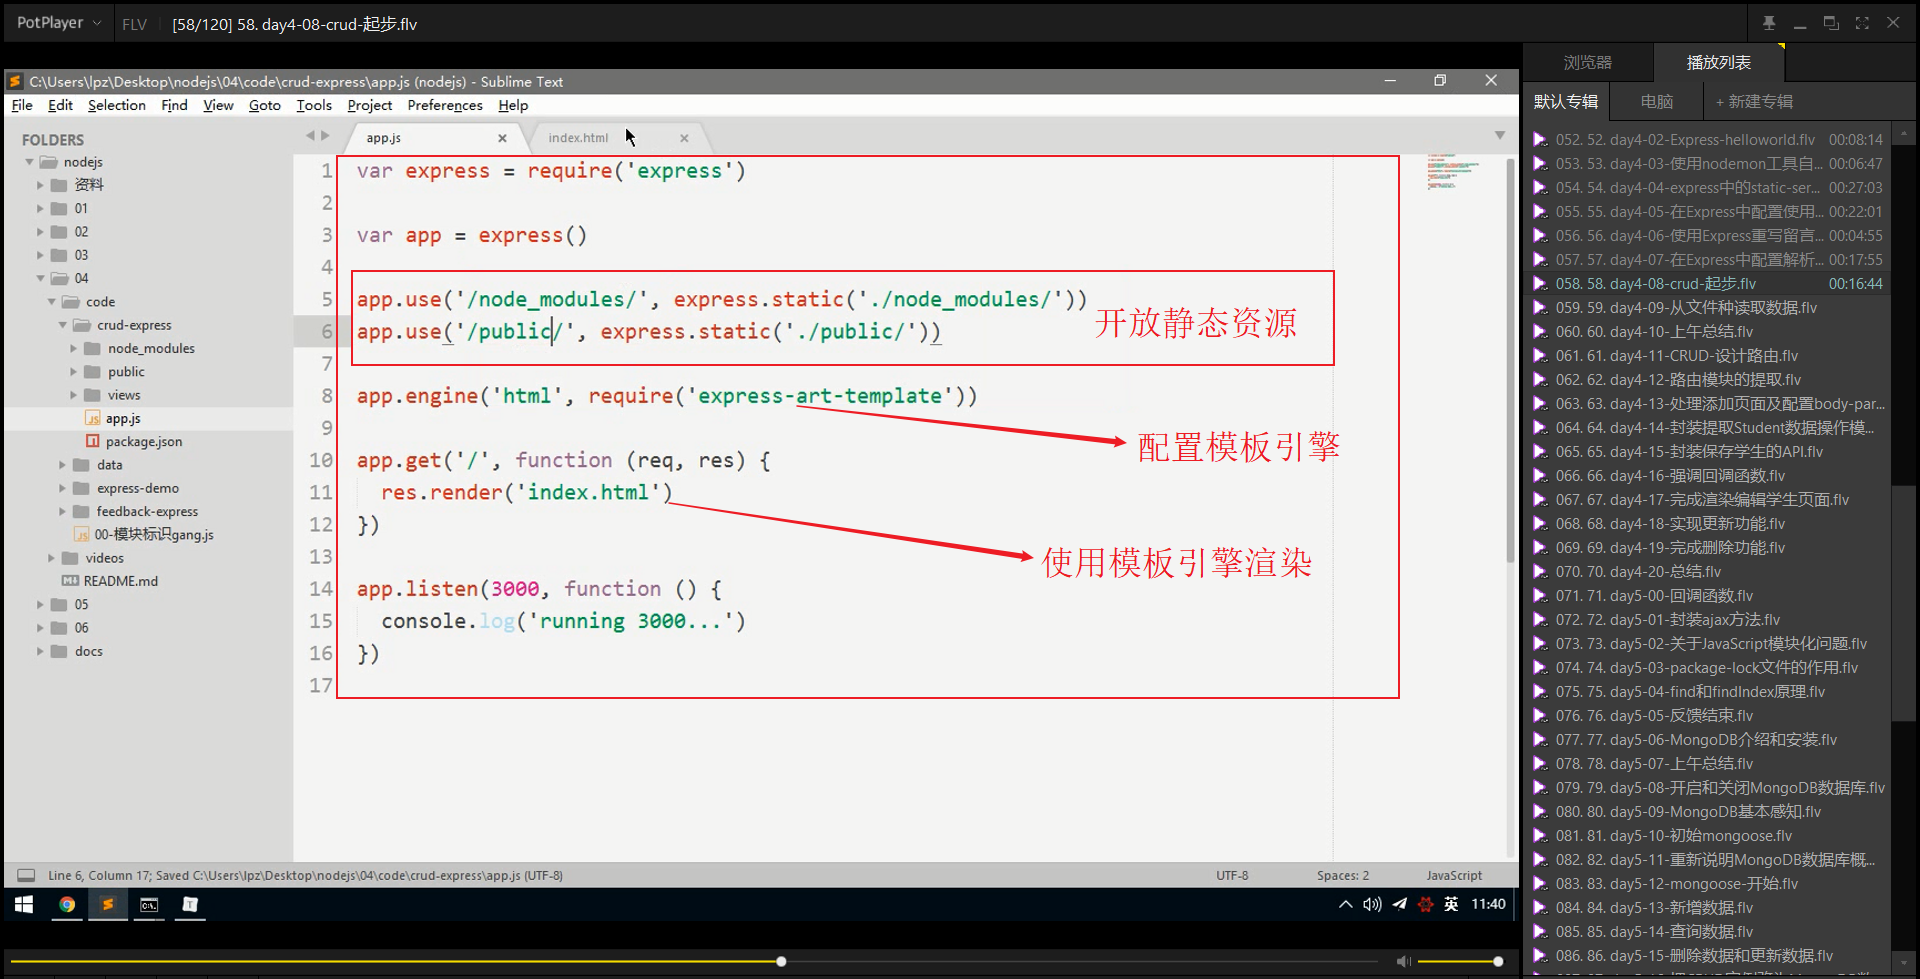 PotPlayer
FLV
[58/120] 58. day4-08-crud-起步.flv
C:\Users\lpz\Desktop\nodejs\04\code\crud-express\app.js (nodejs) - Sublime Text
File Edit Selection Find View Goto Tools Project Preferences Help
FOLDERS
nodejs
资料
01
02
03
04
code
crud-express
node_modules
public
views
app.js
package.json
data
express-demo
feedback-express
00-模块标识gang.js
videos
README.md
05
06
docs
app.js
index.html
1 var express = require('express')
2
3 var app = express()
4
5 app.use('/node_modules/', express.static('./node_modules/'))
6 app.use('/public/', express.static('./public/'))
开放静态资源
7
8 app.engine('html', require('express-art-template'))
9
配置模板引擎
10 app.get('/', function (req, res) {
11 res.render('index.html')
12 })
13
使用模板引擎渲染
14 app.listen(3000, function () {
15 console.log('running 3000...')
16 })
17
Line 6, Column 17; Saved C:\Users\lpz\Desktop\nodejs\04\code\crud-express\app.js (UTF-8)
UTF-8
Spaces: 2
JavaScript
英
11:40
浏览器
播放列表
默认专辑
电脑
+ 新建专辑
052. 52. day4-02-Express-helloworld.flv 00:08:14
053. 53. day4-03-使用nodemon工具自... 00:06:47
054. 54. day4-04-express中的static-ser... 00:27:03
055. 55. day4-05-在Express中配置使用... 00:22:01
056. 56. day4-06-使用Express重写留言... 00:04:55
057. 57. day4-07-在Express中配置解析... 00:17:55
058. 58. day4-08-crud-起步.flv 00:16:44
059. 59. day4-09-从文件种读取数据.flv
060. 60. day4-10-上午总结.flv
061. 61. day4-11-CRUD-设计路由.flv
062. 62. day4-12-路由模块的提取.flv
063. 63. day4-13-处理添加页面及配置body-par...
064. 64. day4-14-封装提取Student数据操作模...
065. 65. day4-15-封装保存学生的API.flv
066. 66. day4-16-强调回调函数.flv
067. 67. day4-17-完成渲染编辑学生页面.flv
068. 68. day4-18-实现更新功能.flv
069. 69. day4-19-完成删除功能.flv
070. 70. day4-20-总结.flv
071. 71. day5-00-回调函数.flv
072. 72. day5-01-封装ajax方法.flv
073. 73. day5-02-关于JavaScript模块化问题.flv
074. 74. day5-03-package-lock文件的作用.flv
075. 75. day5-04-find和findIndex原理.flv
076. 76. day5-05-反馈结束.flv
077. 77. day5-06-MongoDB介绍和安装.flv
078. 78. day5-07-上午总结.flv
079. 79. day5-08-开启和关闭MongoDB数据库.flv
080. 80. day5-09-MongoDB基本感知.flv
081. 81. day5-10-初始mongoose.flv
082. 82. day5-11-重新说明MongoDB数据库概...
083. 83. day5-12-mongoose-开始.flv
084. 84. day5-13-新增数据.flv
085. 85. day5-14-查询数据.flv
086. 86. day5-15-删除数据和更新数据.flv